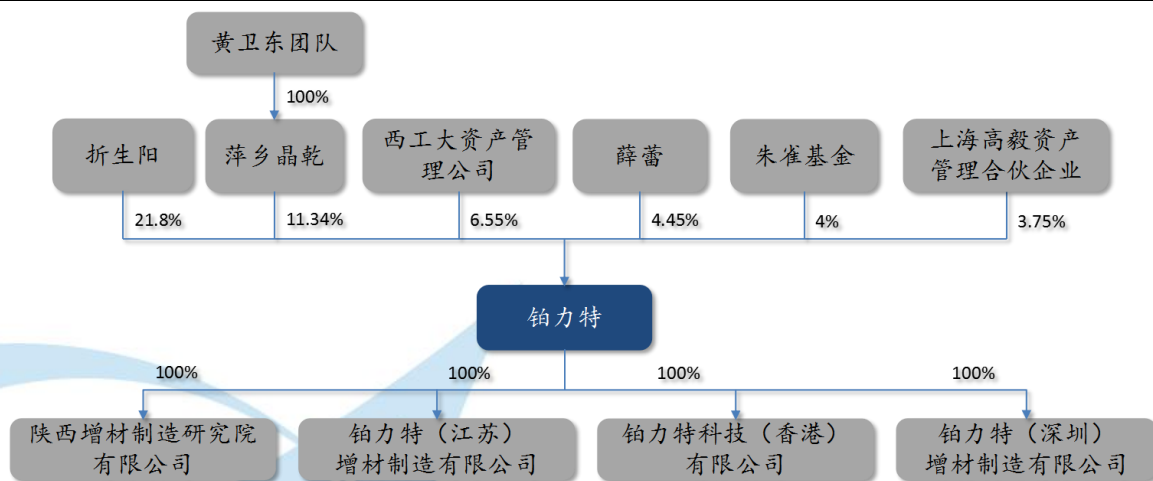 黄卫东团队
100%
折生阳
萍乡晶乾
西工大资产管
理公司
薛蕾
朱雀基金
上海高毅资产
管理合伙企业
21.8%
11.34%
6.55%
4.45%
4%
3.75%
铂力特
100%
100%
100%
100%
陕西增材制造研究院
有限公司
铂力特（江苏）
增材制造有限公司
铂力特科技（香港）
有限公司
铂力特（深圳）
增材制造有限公司